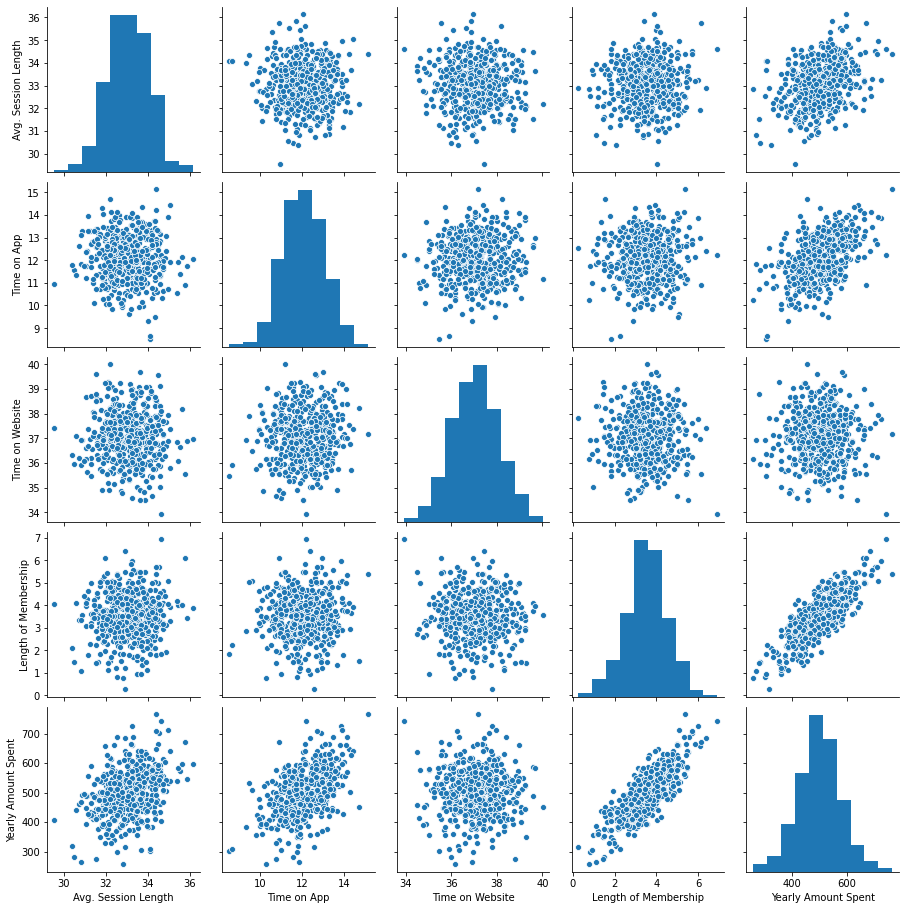 Avg. Session Length
36
35
34
33
32
31
30
Time on App
15
14
13
12
11
10
9
Time on Website
40
39
38
37
36
35
34
Length of Membership
7
6
5
4
3
2
1
0
Yearly Amount Spent
700
600
500
400
300
30 32 34 36
10 12 14
34 36 38 40
0 2 4 6
400 600
Avg. Session Length
Time on App
Time on Website
Length of Membership
Yearly Amount Spent